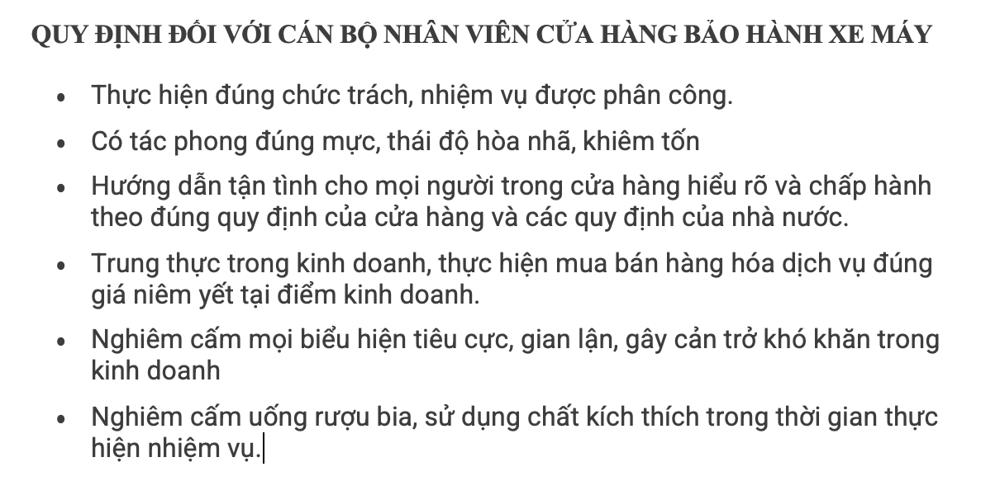 QUY ĐỊNH ĐỐI VỚI CÁN BỘ NHÂN VIÊN CỬA HÀNG BẢO HÀNH XE MÁY
• Thực hiện đúng chức trách, nhiệm vụ được phân công.
• Có tác phong đúng mực, thái độ hòa nhã, khiêm tốn
• Hướng dẫn tận tình cho mọi người trong cửa hàng hiểu rõ và chấp hành
theo đúng quy định của cửa hàng và các quy định của nhà nước.
• Trung thực trong kinh doanh, thực hiện mua bán hàng hóa dịch vụ đúng
giá niêm yết tại điểm kinh doanh.
• Nghiêm cấm mọi biểu hiện tiêu cực, gian lận, gây cản trở khó khăn trong
kinh doanh
• Nghiêm cấm uống rượu bia, sử dụng chất kích thích trong thời gian thực
hiện nhiệm vụ.